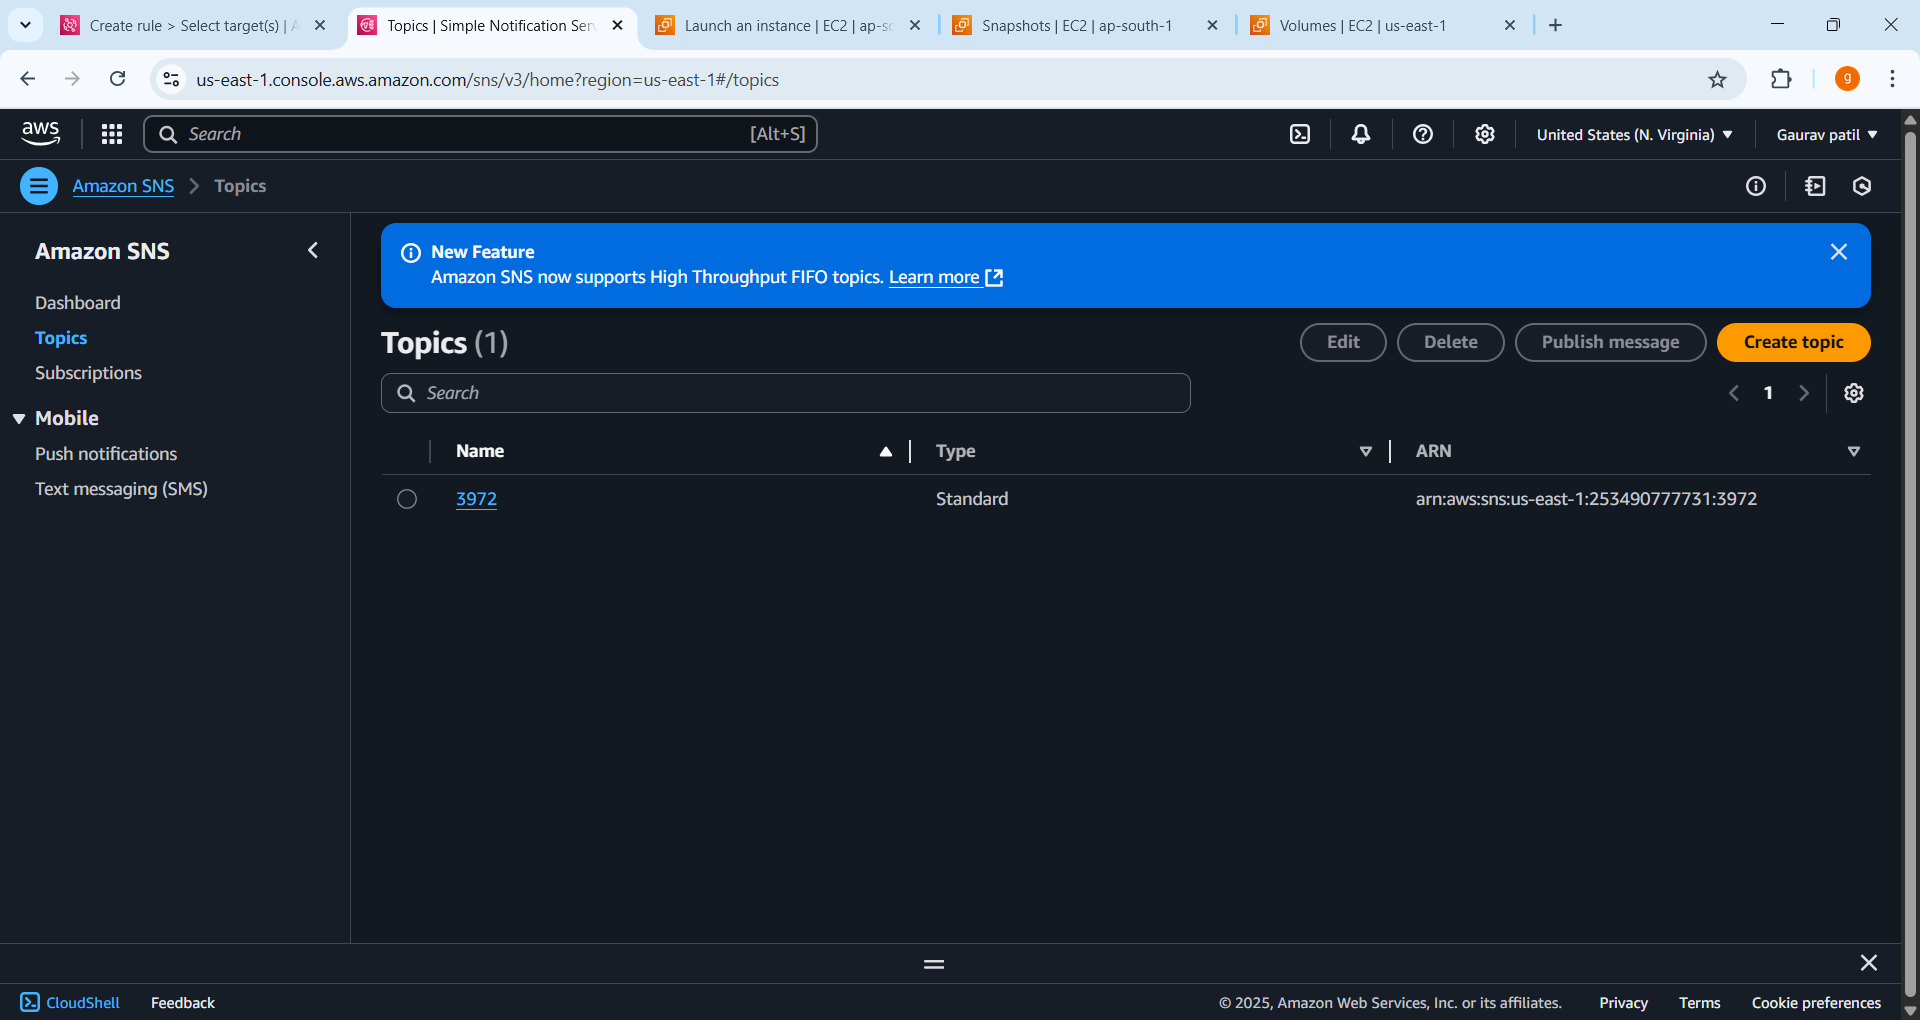 Create rule > Select target(s) | A
Topics | Simple Notification Serv
Launch an instance | EC2 | ap-so
Snapshots | EC2 | ap-south-1
Volumes | EC2 | us-east-1
us-east-1.console.aws.amazon.com/sns/v3/home?region=us-east-1#/topics
g
aws
Search
[Alt+S]
United States (N. Virginia)
Gaurav patil
Amazon SNS
Topics
Amazon SNS
Dashboard
Topics
Subscriptions
Mobile
Push notifications
Text messaging (SMS)
New Feature
Amazon SNS now supports High Throughput FIFO topics. Learn more
Topics (1)
Edit
Delete
Publish message
Create topic
Search
1
Name
Type
ARN
3972
Standard
arn:aws:sns:us-east-1:253490777731:3972
CloudShell
Feedback
© 2025, Amazon Web Services, Inc. or its affiliates.
Privacy
Terms
Cookie preferences